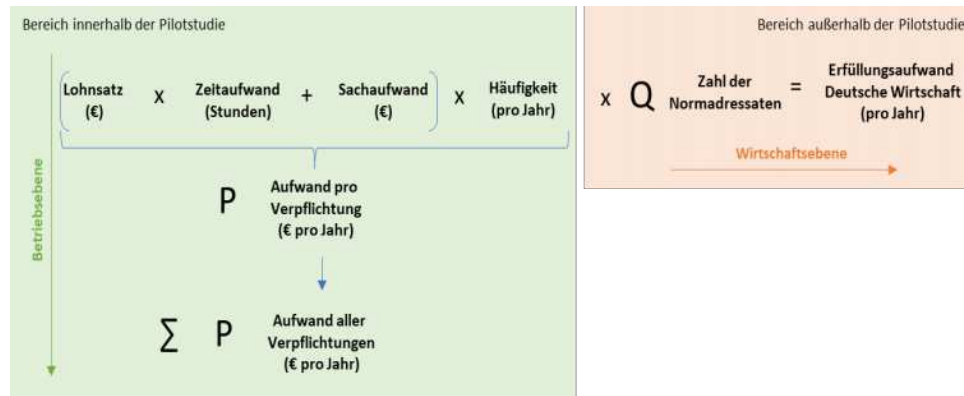 Bereich innerhalb der Pilotstudie
Bereich außerhalb der Pilotstudie
Lohnsatz
(€)
x
Zeitaufwand
(Stunden)
+
Sachaufwand
(€)
x
Häufigkeit
(pro Jahr)
x
Q
Zahl der
Normadressaten
=
Erfüllungsaufwand
Deutsche Wirtschaft
(pro Jahr)
Wirtschaftsebene
Betriebsebene
P
Aufwand pro
Verpflichtung
(€ pro Jahr)
Σ
P
Aufwand aller
Verpflichtungen
(€ pro Jahr)